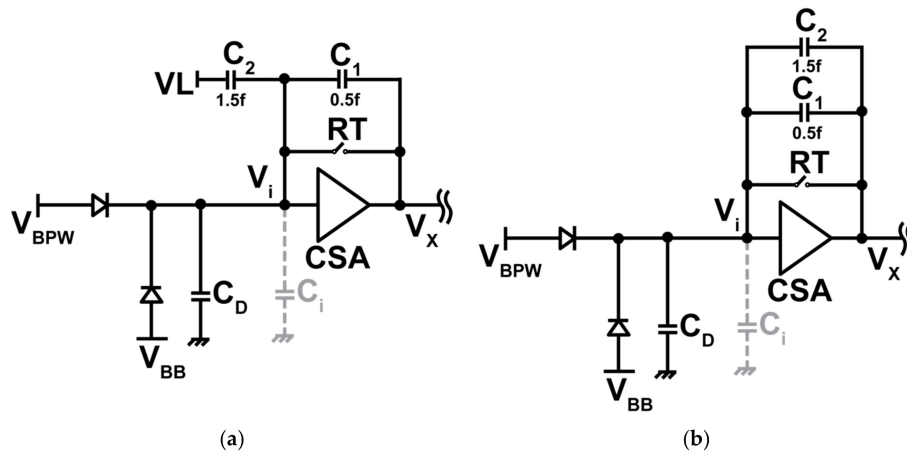 C2
1.5f
VL
C1
0.5f
RT
Vi
VBPW
CSA
VX
CD
Ci
VBB
(a)
C2
1.5f
C1
0.5f
RT
Vi
VBPW
CSA
VX
CD
Ci
VBB
(b)